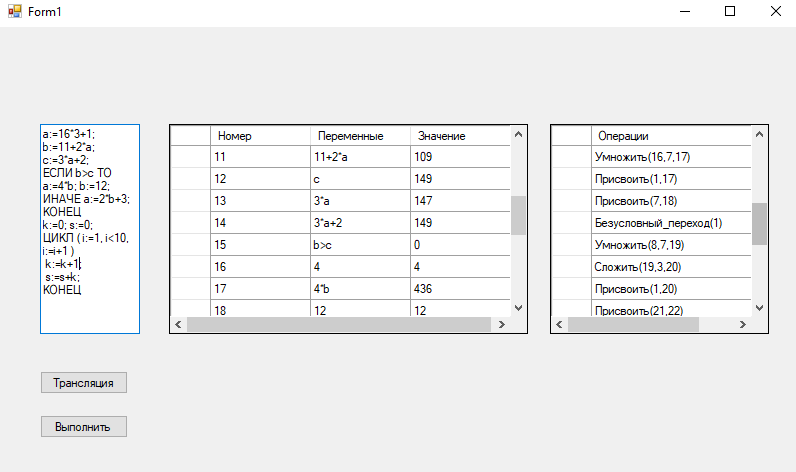 Form1
a:=16*3+1;
b:=11+2*a;
c:=3*a+2;
ЕСЛИ b>c ТО
a:=4*b; b:=12;
ИНАЧЕ a:=2*b+3;
КОНЕЦ
k:=0; s:=0;
ЦИКЛ ( i:=1, i<10,
i:=i+1 )
k:=k+1;
s:=s+k;
КОНЕЦ
Номер Переменные Значение
11 11+2*a 109
12 c 149
13 3*a 147
14 3*a+2 149
15 b>c 0
16 4 4
17 4*b 436
18 12 12
Операции
Умножить(16,7,17)
Присвоить(1,17)
Присвоить(7,18)
Безусловный_переход(1)
Умножить(8,7,19)
Сложить(19,3,20)
Присвоить(1,20)
Присвоить(21,22)
Трансляция
Выполнить